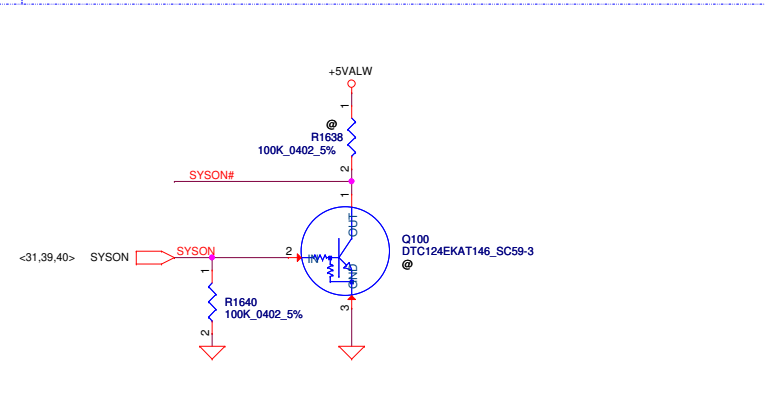 +5VALW
1
@
R1638
100K_0402_5%
2
SYSON#
1
OUT
Q100
DTC124EKAT146_SC59-3
@
<31,39,40> SYSON
SYSON
2
IN
GND
1
R1640
100K_0402_5%
3
2